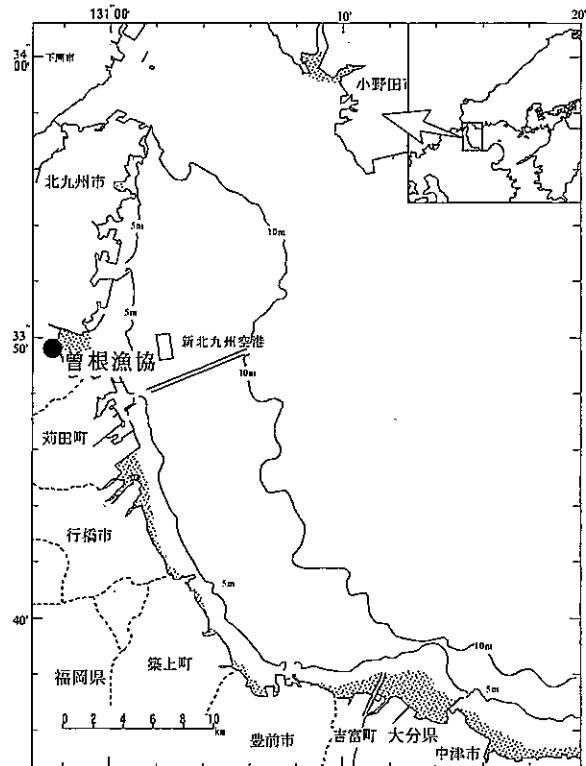 131°00'
10'
20'
34°
00'
下関市
小野田市
北九州市
5m
10m
5m
33°
50'
新北九州空港
曽根漁協
10m
苅田町
行橋市
5m
40'
10m
築上町
福岡県
5m
0 2 4 6 8 10
km
吉富町
大分県
豊前市
中津市